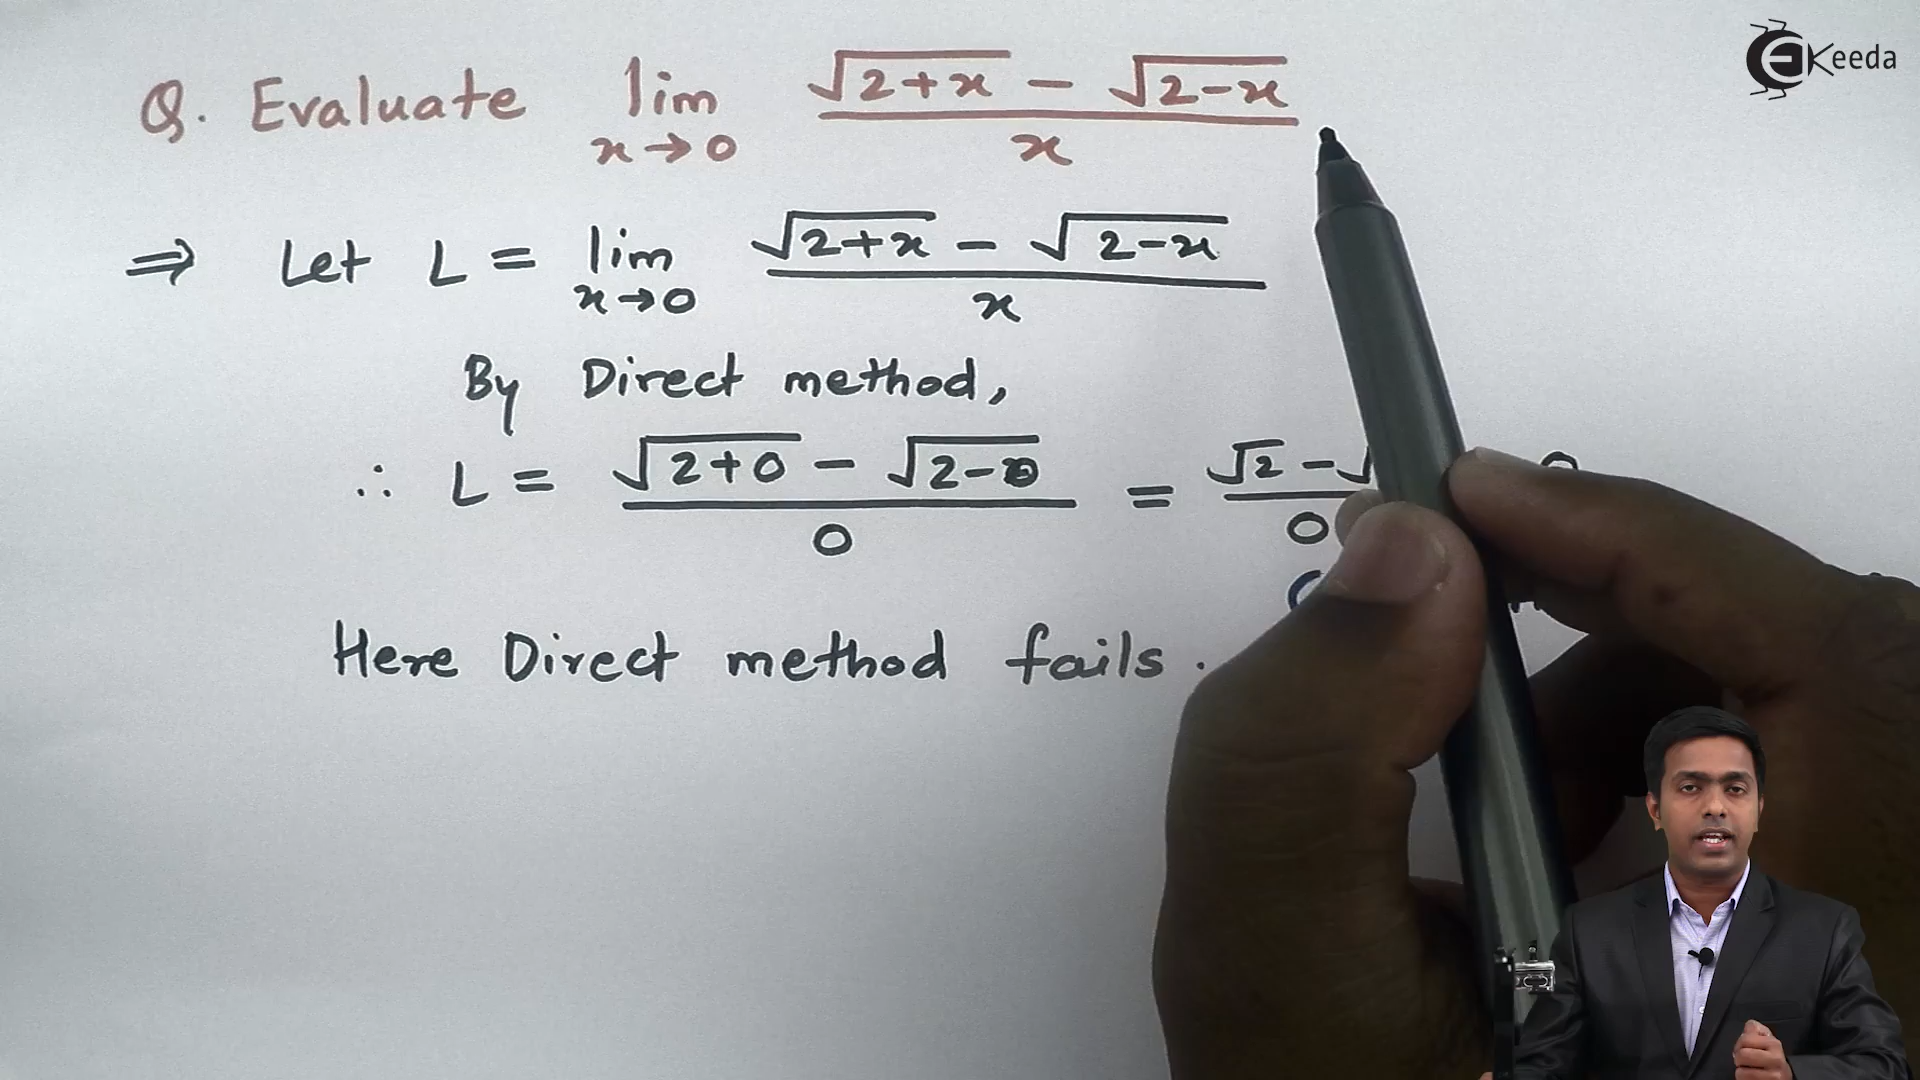 EKeeda
Q. Evaluate lim x→0 (√2+x − √2−x)/x
⇒ Let L = lim x→0 (√2+x − √2−x)/x
By Direct method,
∴ L = (√2+0 − √2−0)/0 = √2 − √ /0
Here Direct method fails.